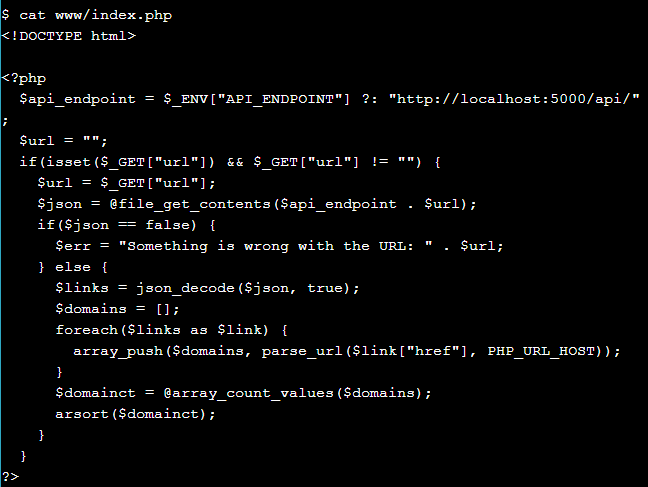 $ cat www/index.php
<!DOCTYPE html>

<?php
  $api_endpoint = $_ENV["API_ENDPOINT"] ?: "http://localhost:5000/api/"
;
  $url = "";
  if(isset($_GET["url"]) && $_GET["url"] != "") {
    $url = $_GET["url"];
    $json = @file_get_contents($api_endpoint . $url);
    if($json == false) {
      $err = "Something is wrong with the URL: " . $url;
    } else {
      $links = json_decode($json, true);
      $domains = [];
      foreach($links as $link) {
        array_push($domains, parse_url($link["href"], PHP_URL_HOST));
      }
      $domainct = @array_count_values($domains);
      arsort($domainct);
    }
  }
?>